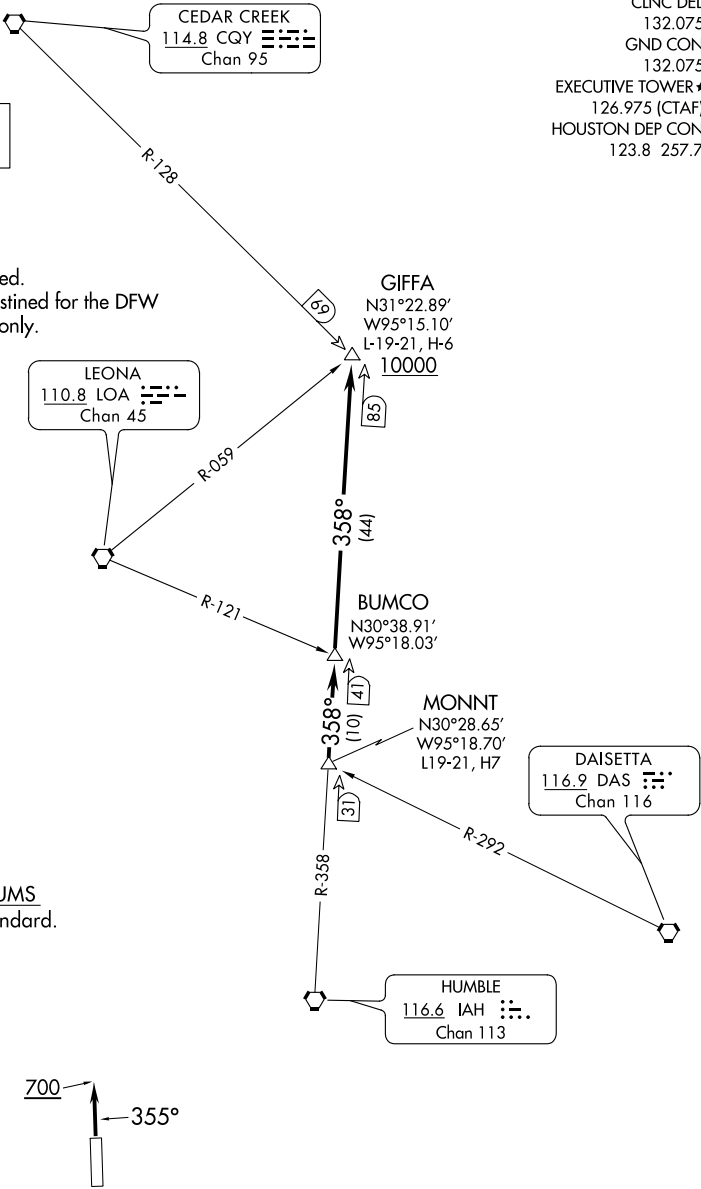 CEDAR CREEK
114.8 CQY
Chan 95
CLNC DEL
132.075
GND CON
132.075
EXECUTIVE TOWER★
126.975 (CTAF)
HOUSTON DEP CON
123.8 257.7
R-128
69
GIFFA
N31°22.89'
W95°15.10'
L-19-21, H-6
10000
85
stined for the DFW
only.
LEONA
110.8 LOA
Chan 45
R-059
358°
(44)
R-121
BUMCO
N30°38.91'
W95°18.03'
41
358°
(10)
MONNT
N30°28.65'
W95°18.70'
L19-21, H7
31
DAISETTA
116.9 DAS
Chan 116
R-292
R-358
ndard.
HUMBLE
116.6 IAH
Chan 113
700
355°